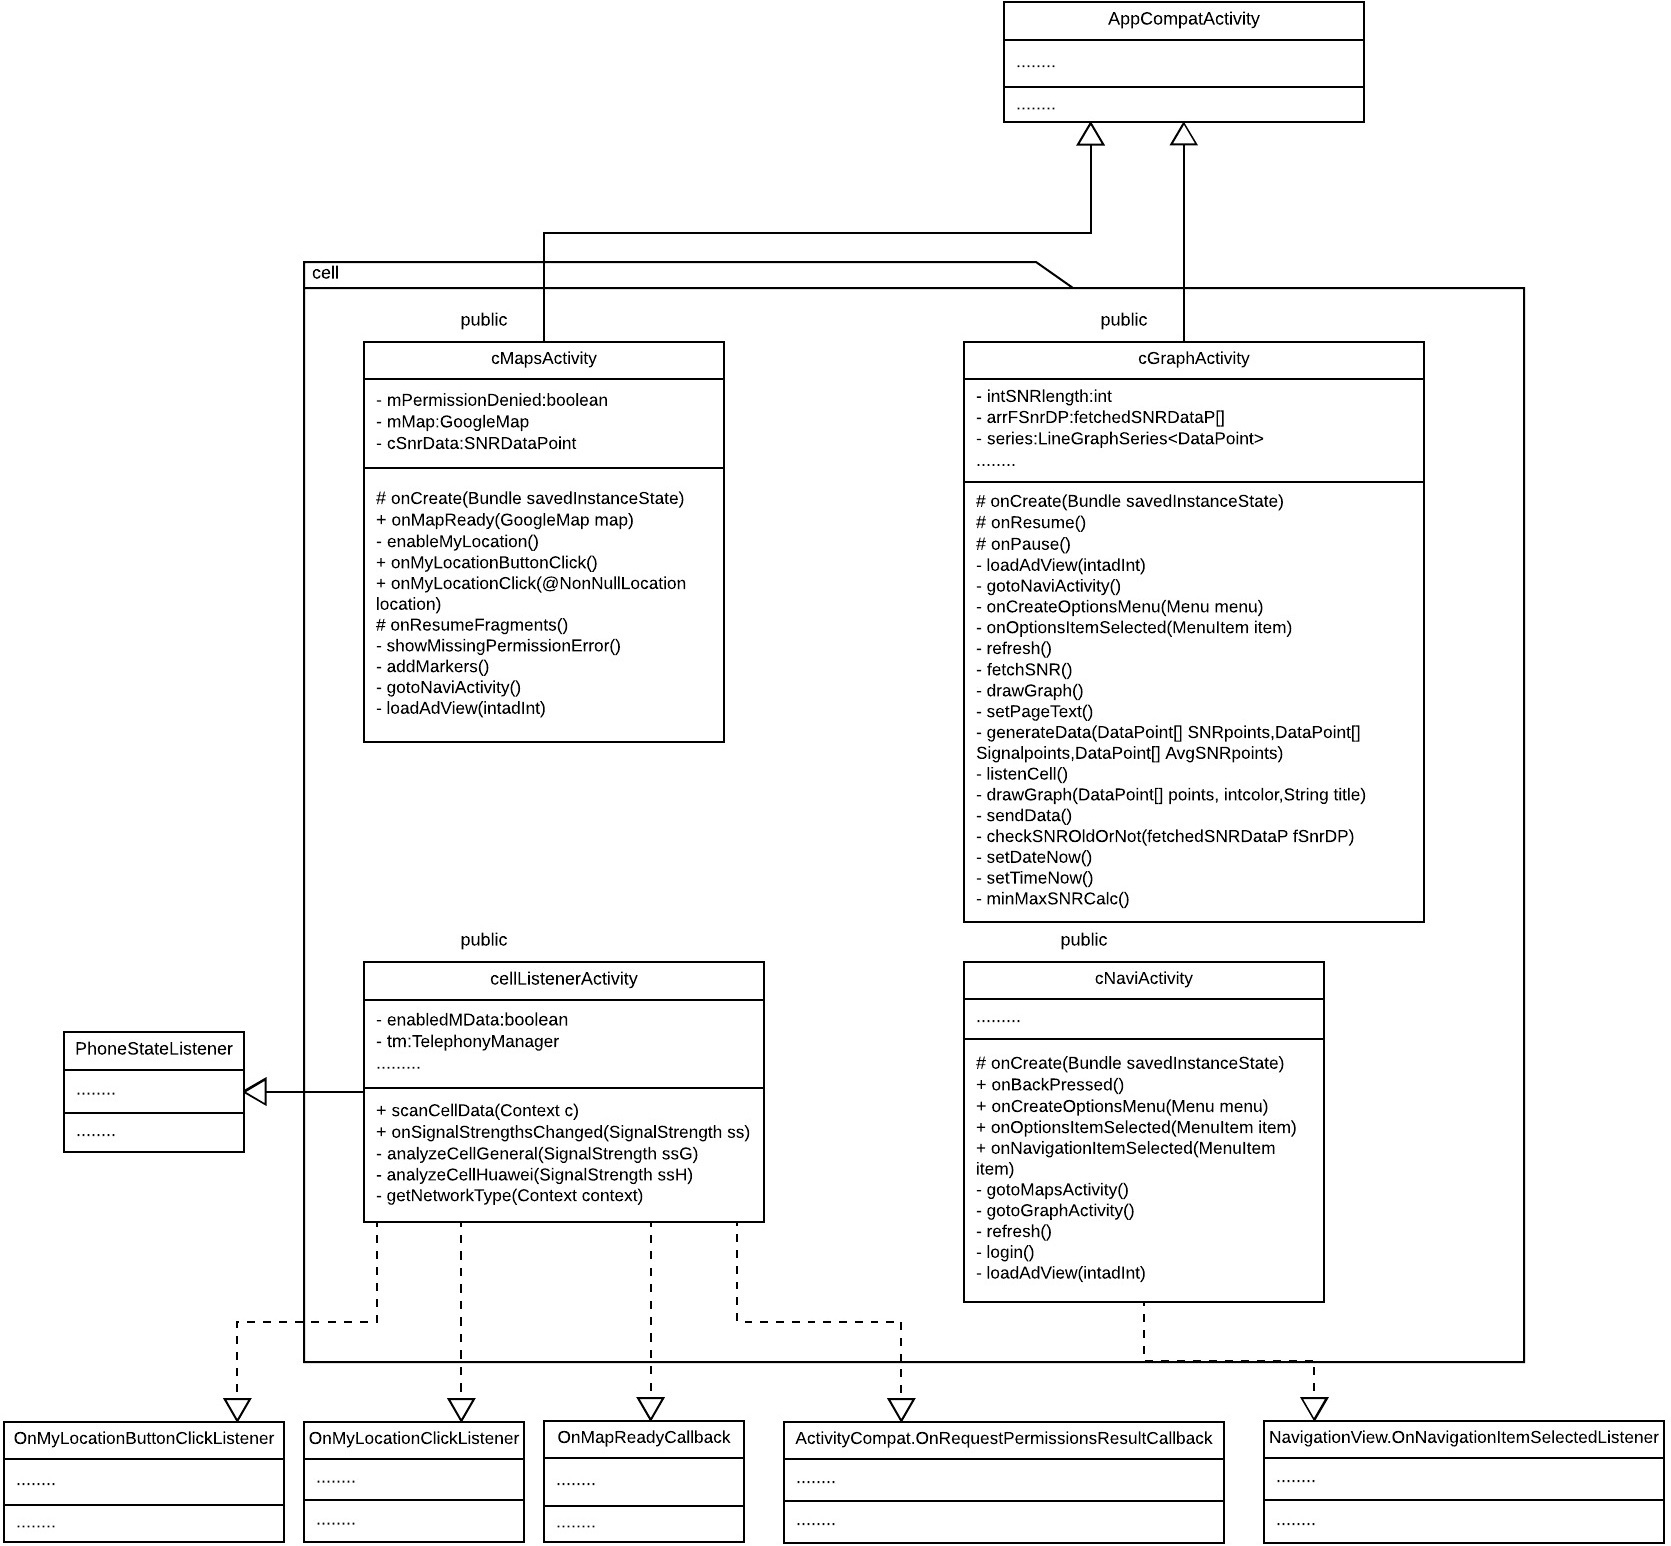 AppCompatActivity
........
........
cell
public
cMapsActivity
- mPermissionDenied:boolean
- mMap:GoogleMap
- cSnrData:SNRDataPoint
# onCreate(Bundle savedInstanceState)
+ onMapReady(GoogleMap map)
- enableMyLocation()
+ onMyLocationButtonClick()
+ onMyLocationClick(@NonNullLocation
location)
# onResumeFragments()
- showMissingPermissionError()
- addMarkers()
- gotoNaviActivity()
- loadAdView(intadInt)
public
cGraphActivity
- intSNRlength:int
- arrFSnrDP:fetchedSNRDataP[]
- series:LineGraphSeries<DataPoint>
........
# onCreate(Bundle savedInstanceState)
# onResume()
# onPause()
- loadAdView(intadInt)
- gotoNaviActivity()
- onCreateOptionsMenu(Menu menu)
- onOptionsItemSelected(MenuItem item)
- refresh()
- fetchSNR()
- drawGraph()
- setPageText()
- generateData(DataPoint[] SNRpoints,DataPoint[]
Signalpoints,DataPoint[] AvgSNRpoints)
- listenCell()
- drawGraph(DataPoint[] points, intcolor,String title)
- sendData()
- checkSNROldOrNot(fetchedSNRDataP fSnrDP)
- setDateNow()
- setTimeNow()
- minMaxSNRCalc()
PhoneStateListener
........
........
public
cellListenerActivity
- enabledMData:boolean
- tm:TelephonyManager
.........
+ scanCellData(Context c)
+ onSignalStrengthsChanged(SignalStrength ss)
- analyzeCellGeneral(SignalStrength ssG)
- analyzeCellHuawei(SignalStrength ssH)
- getNetworkType(Context context)
public
cNaviActivity
.........
# onCreate(Bundle savedInstanceState)
+ onBackPressed()
+ onCreateOptionsMenu(Menu menu)
+ onOptionsItemSelected(MenuItem item)
+ onNavigationItemSelected(MenuItem
item)
- gotoMapsActivity()
- gotoGraphActivity()
- refresh()
- login()
- loadAdView(intadInt)
OnMyLocationButtonClickListener
........
........
OnMyLocationClickListener
........
........
OnMapReadyCallback
........
........
ActivityCompat.OnRequestPermissionsResultCallback
........
........
NavigationView.OnNavigationItemSelectedListener
........
........